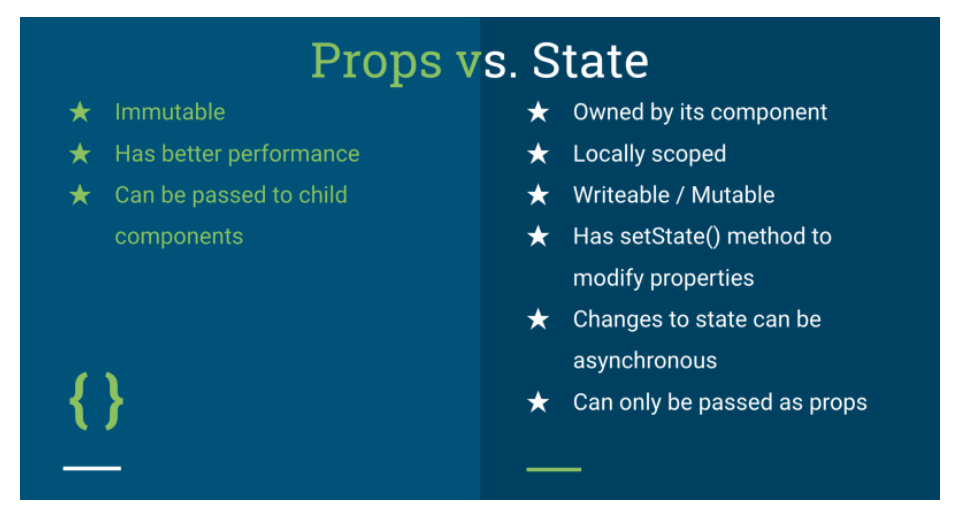 Props vs. State
★ Immutable
★ Has better performance
★ Can be passed to child
components
{ }
★ Owned by its component
★ Locally scoped
★ Writeable / Mutable
★ Has setState() method to
modify properties
★ Changes to state can be
asynchronous
★ Can only be passed as props